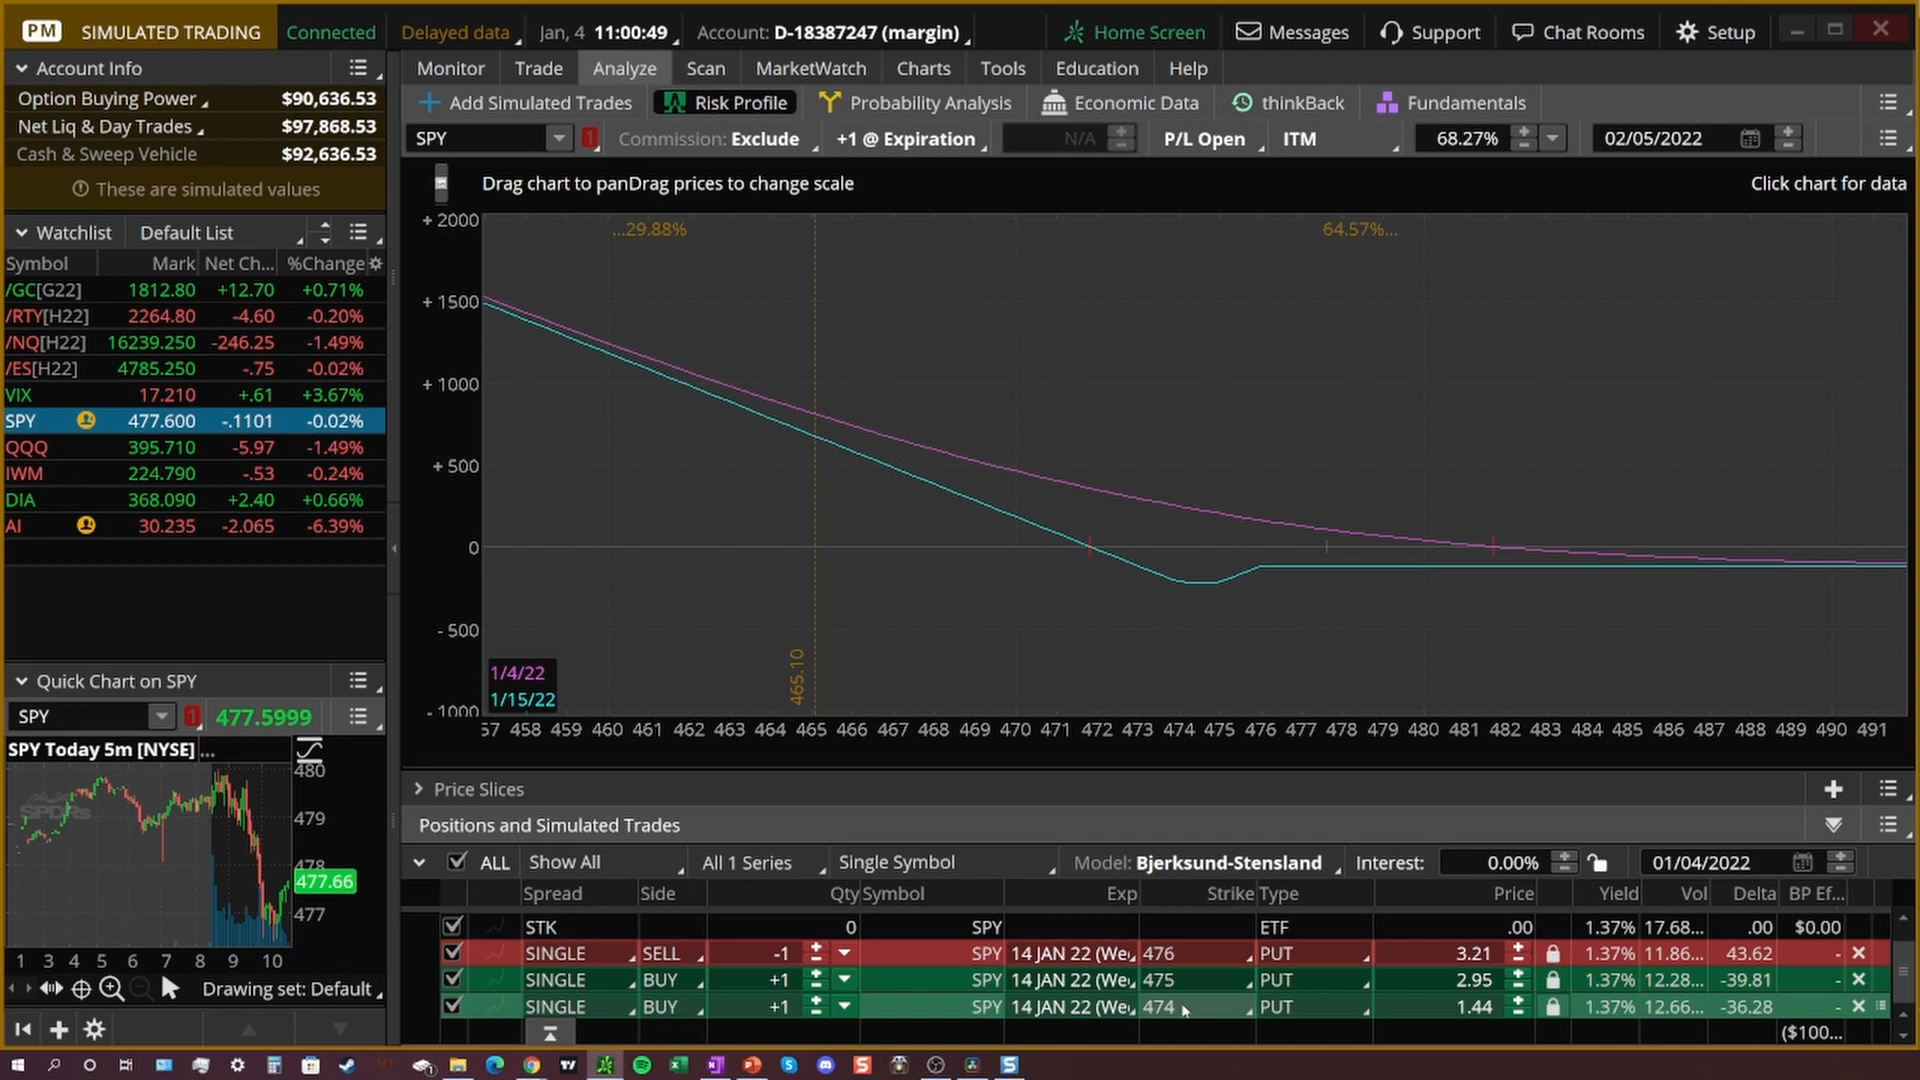 PM SIMULATED TRADING Connected Delayed data Jan, 4 11:00:49 Account: D-18387247 (margin) Home Screen Messages Support Chat Rooms Setup
Account Info
Option Buying Power $90,636.53
Net Liq & Day Trades $97,868.53
Cash & Sweep Vehicle $92,636.53
These are simulated values
Watchlist Default List
Symbol Mark Net Ch... %Change
/GC[G22] 1812.80 +12.70 +0.71%
/RTY[H22] 2264.80 -4.60 -0.20%
/NQ[H22] 16239.250 -246.25 -1.49%
/ES[H22] 4785.250 -.75 -0.02%
VIX 17.210 +.61 +3.67%
SPY 477.600 -.1101 -0.02%
QQQ 395.710 -5.97 -1.49%
IWM 224.790 -.53 -0.24%
DIA 368.090 +2.40 +0.66%
AI 30.235 -2.065 -6.39%
Quick Chart on SPY
SPY 1 477.5999
SPY Today 5m [NYSE] ...
SPDRs
480
479
478
477.66
477
1 2 3 4 5 6 7 8 9 10
Drawing set: Default
Monitor Trade Analyze Scan MarketWatch Charts Tools Education Help
Add Simulated Trades Risk Profile Probability Analysis Economic Data thinkBack Fundamentals
SPY 1 Commission: Exclude +1 @ Expiration N/A P/L Open ITM 68.27% 02/05/2022
Drag chart to panDrag prices to change scale Click chart for data
+ 2000
...29.88% 64.57%...
+ 1500
+ 1000
+ 500
0
- 500
- 1000
465.10
1/4/22
1/15/22
57 458 459 460 461 462 463 464 465 466 467 468 469 470 471 472 473 474 475 476 477 478 479 480 481 482 483 484 485 486 487 488 489 490 491
Price Slices
Positions and Simulated Trades
ALL Show All All 1 Series Single Symbol Model: Bjerksund-Stensland Interest: 0.00% 01/04/2022
Spread Side Qty Symbol Exp Strike Type Price Yield Vol Delta BP Ef...
STK 0 SPY ETF .00 1.37% 17.68... .00 $0.00
SINGLE SELL -1 SPY 14 JAN 22 (We 476 PUT 3.21 1.37% 11.86... 43.62 -
SINGLE BUY +1 SPY 14 JAN 22 (We 475 PUT 2.95 1.37% 12.28... -39.81 -
SINGLE BUY +1 SPY 14 JAN 22 (We 474 PUT 1.44 1.37% 12.66... -36.28 -
($100...